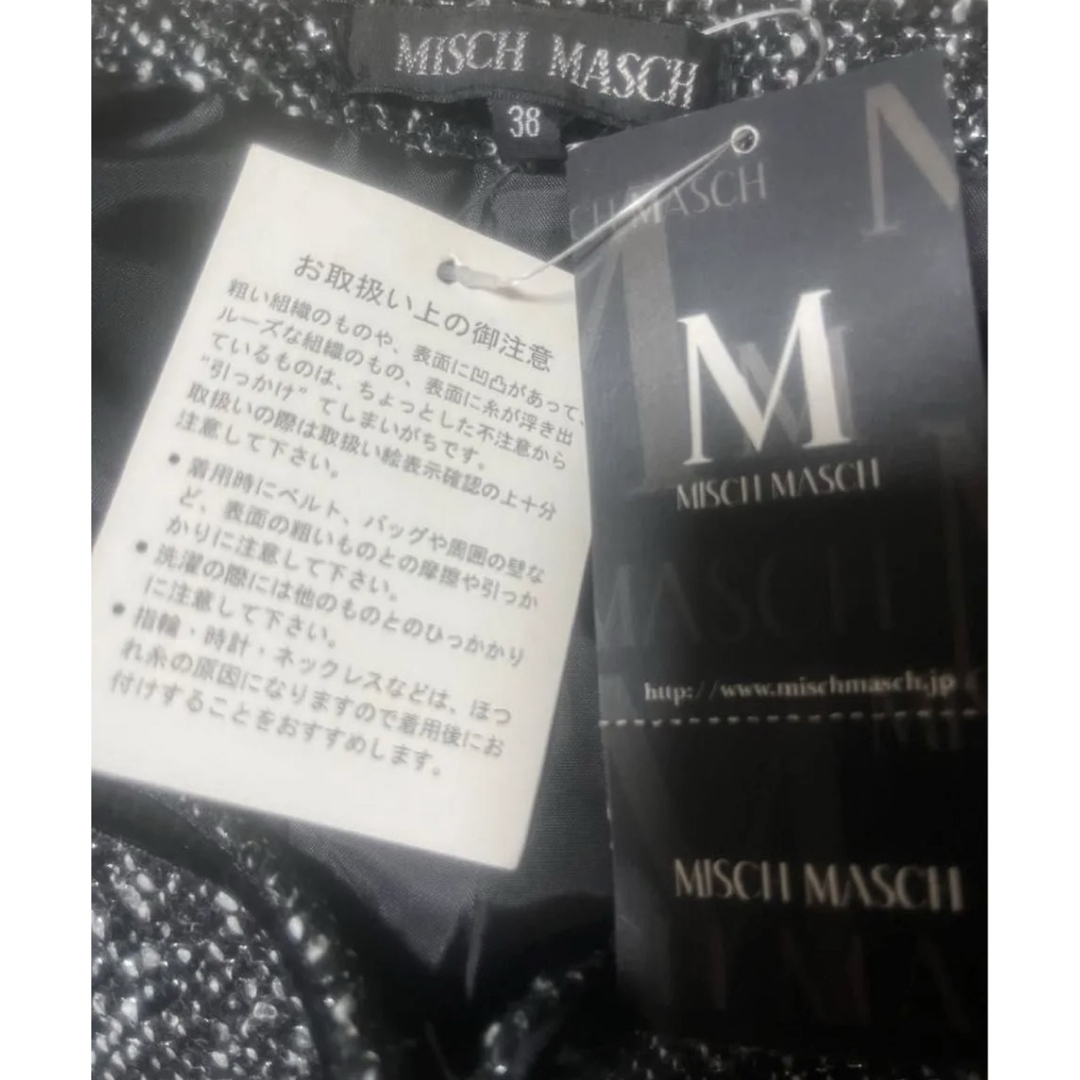 MISCH MASCH
38
お取扱い上の御注意
粗い組織のものや、表面に凹凸があって、
ルーズな組織のもの、表面に糸が浮き出
ているものは、ちょっとした不注意から
"引っかけ"てしまいがちです。
取扱いの際は取扱い絵表示確認の上十分
注意して下さい。
●着用時にベルト、バッグや周囲の壁な
ど、表面の粗いものとの摩擦や引っか
かりに注意して下さい。
●洗濯の際には他のものとのひっかかり
に注意して下さい。
●指輪・時計・ネックレスなどは、ほつ
れ糸の原因になりますので着用後にお
付けすることをおすすめします。
CH MASCH
M
M
MISCH MASCH
MASCH
http://www.mischmasch.jp
MISCH MASCH